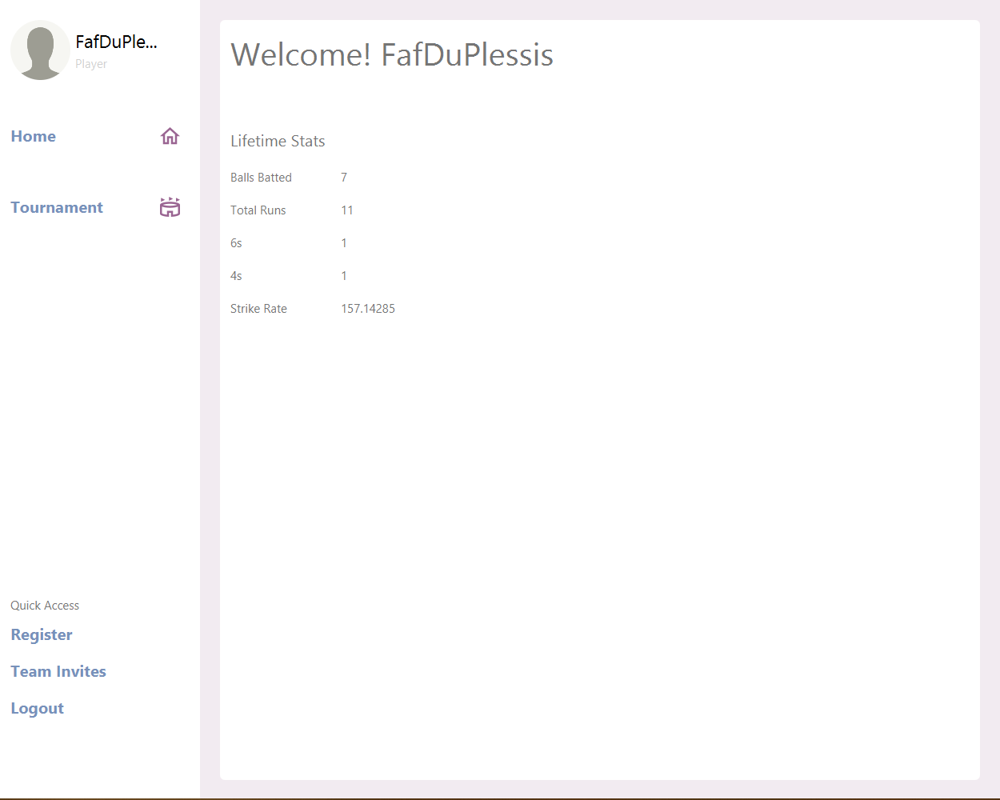 FafDuPle...
Player
Home
Tournament
Quick Access
Register
Team Invites
Logout
Welcome! FafDuPlessis
Lifetime Stats
Balls Batted 7
Total Runs 11
6s 1
4s 1
Strike Rate 157.14285